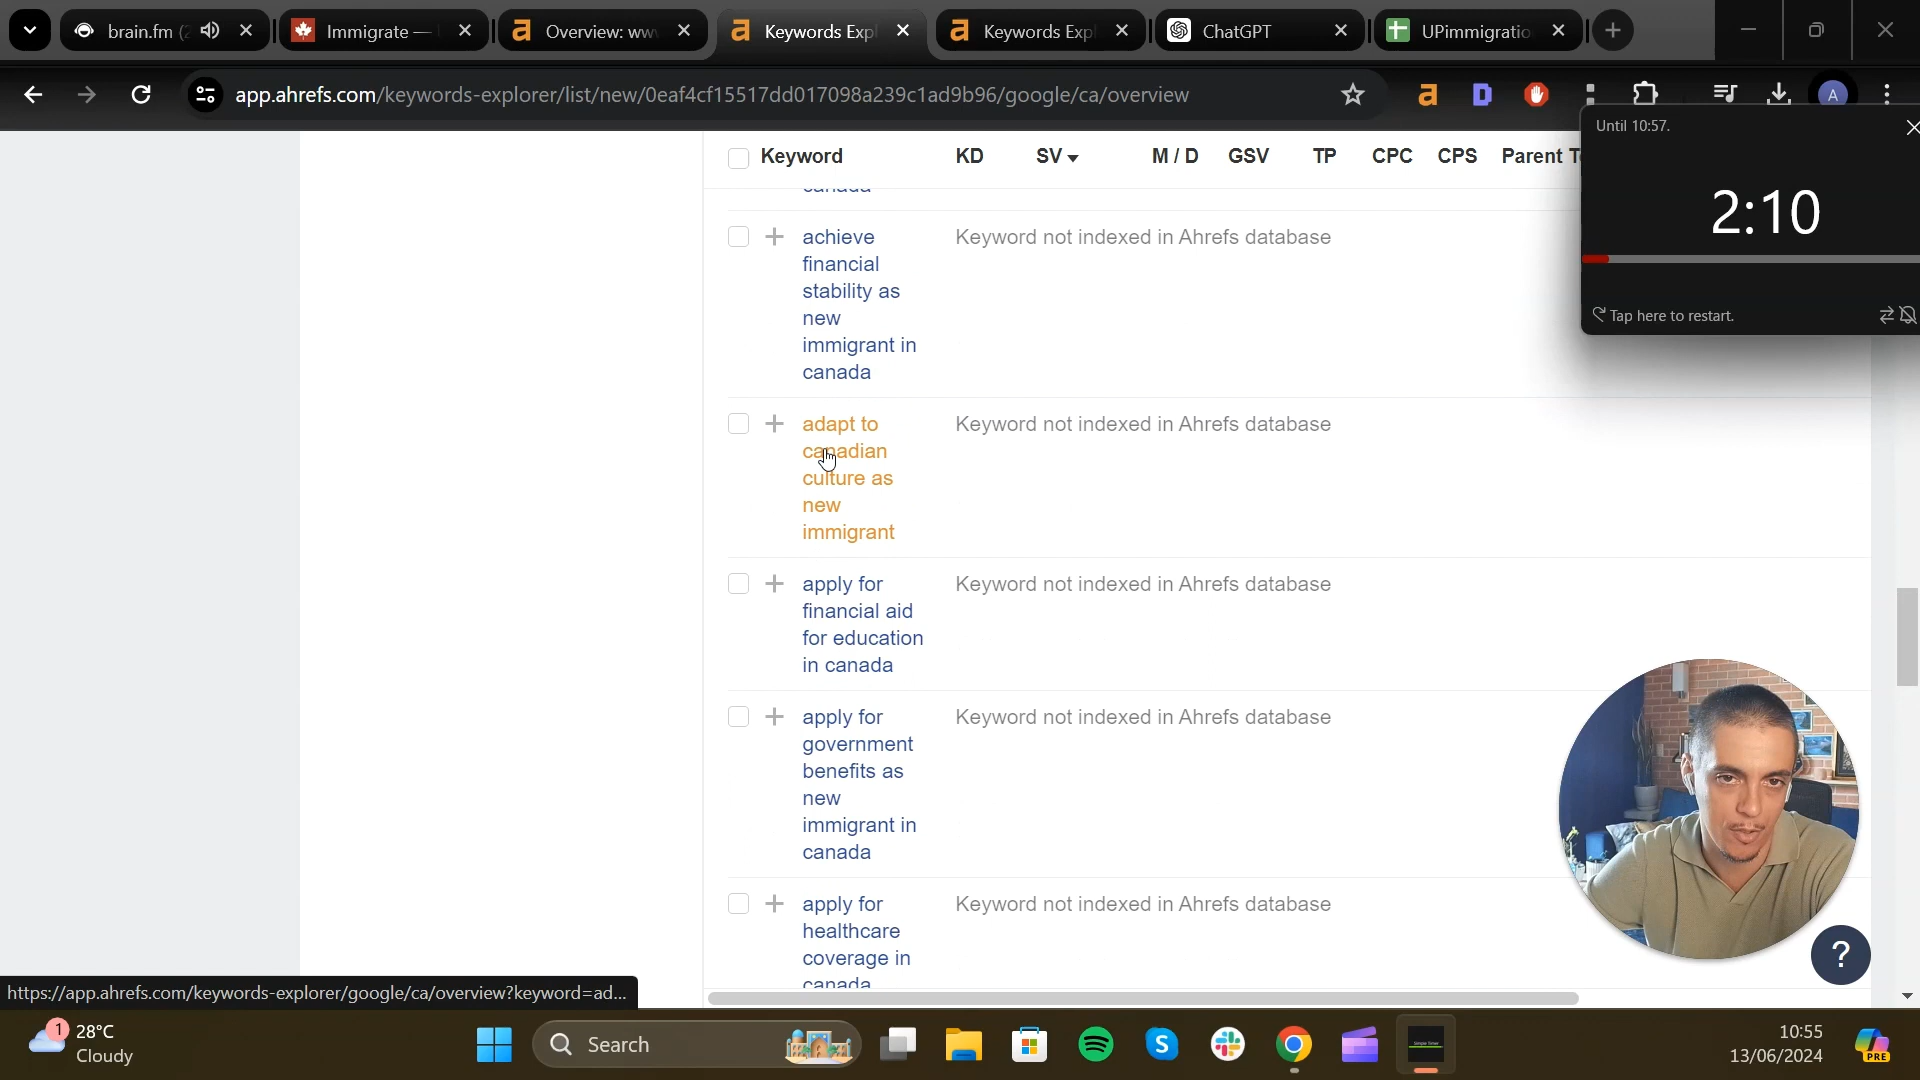 brain.fm (2
Immigrate —
Overview: ww
Keywords Expl
Keywords Expl
ChatGPT
UPimmigratio
app.ahrefs.com/keywords-explorer/list/new/0eaf4cf15517dd017098a239c1ad9b96/google/ca/overview
A
Until 10:57.
2:10
Tap here to restart.
Keyword KD SV M / D GSV TP CPC CPS Parent T
canada
achieve
financial
stability as
new
immigrant in
canada
Keyword not indexed in Ahrefs database
adapt to
canadian
culture as
new
immigrant
Keyword not indexed in Ahrefs database
apply for
financial aid
for education
in canada
Keyword not indexed in Ahrefs database
apply for
government
benefits as
new
immigrant in
canada
Keyword not indexed in Ahrefs database
apply for
healthcare
coverage in
canada
Keyword not indexed in Ahrefs database
?
https://app.ahrefs.com/keywords-explorer/google/ca/overview?keyword=ad...
1
28°C
Cloudy
Search
10:55
13/06/2024
PRE